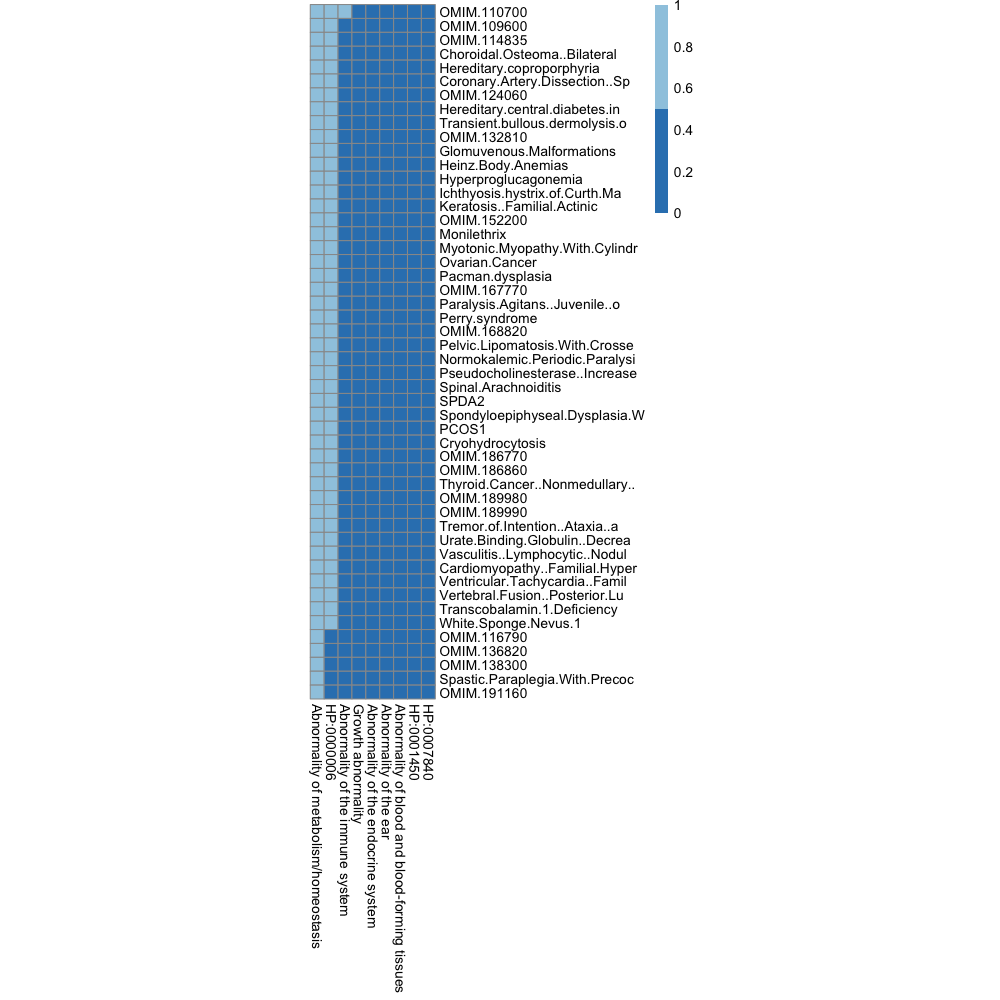 OMIM.110700
OMIM.109600
OMIM.114835
Choroidal.Osteoma..Bilateral
Hereditary.coproporphyria
Coronary.Artery.Dissection..Sp
OMIM.124060
Hereditary.central.diabetes.in
Transient.bullous.dermolysis.o
OMIM.132810
Glomuvenous.Malformations
Heinz.Body.Anemias
Hyperproglucagonemia
Ichthyosis.hystrix.of.Curth.Ma
Keratosis..Familial.Actinic
OMIM.152200
Monilethrix
Myotonic.Myopathy.With.Cylindr
Ovarian.Cancer
Pacman.dysplasia
OMIM.167770
Paralysis.Agitans..Juvenile..o
Perry.syndrome
OMIM.168820
Pelvic.Lipomatosis.With.Crosse
Normokalemic.Periodic.Paralysi
Pseudocholinesterase..Increase
Spinal.Arachnoiditis
SPDA2
Spondyloepiphyseal.Dysplasia.W
PCOS1
Cryohydrocytosis
OMIM.186770
OMIM.186860
Thyroid.Cancer..Nonmedullary..
OMIM.189980
OMIM.189990
Tremor.of.Intention..Ataxia..a
Urate.Binding.Globulin..Decrea
Vasculitis..Lymphocytic..Nodul
Cardiomyopathy..Familial.Hyper
Ventricular.Tachycardia..Famil
Vertebral.Fusion..Posterior.Lu
Transcobalamin.1.Deficiency
White.Sponge.Nevus.1
OMIM.116790
OMIM.136820
OMIM.138300
Spastic.Paraplegia.With.Precoc
OMIM.191160
1
0.8
0.6
0.4
0.2
0
Abnormality of metabolism/homeostasis
HP:0000006
Abnormality of the immune system
Growth abnormality
Abnormality of the endocrine system
Abnormality of the ear
Abnormality of blood and blood-forming tissues
HP:0001450
HP:0007840